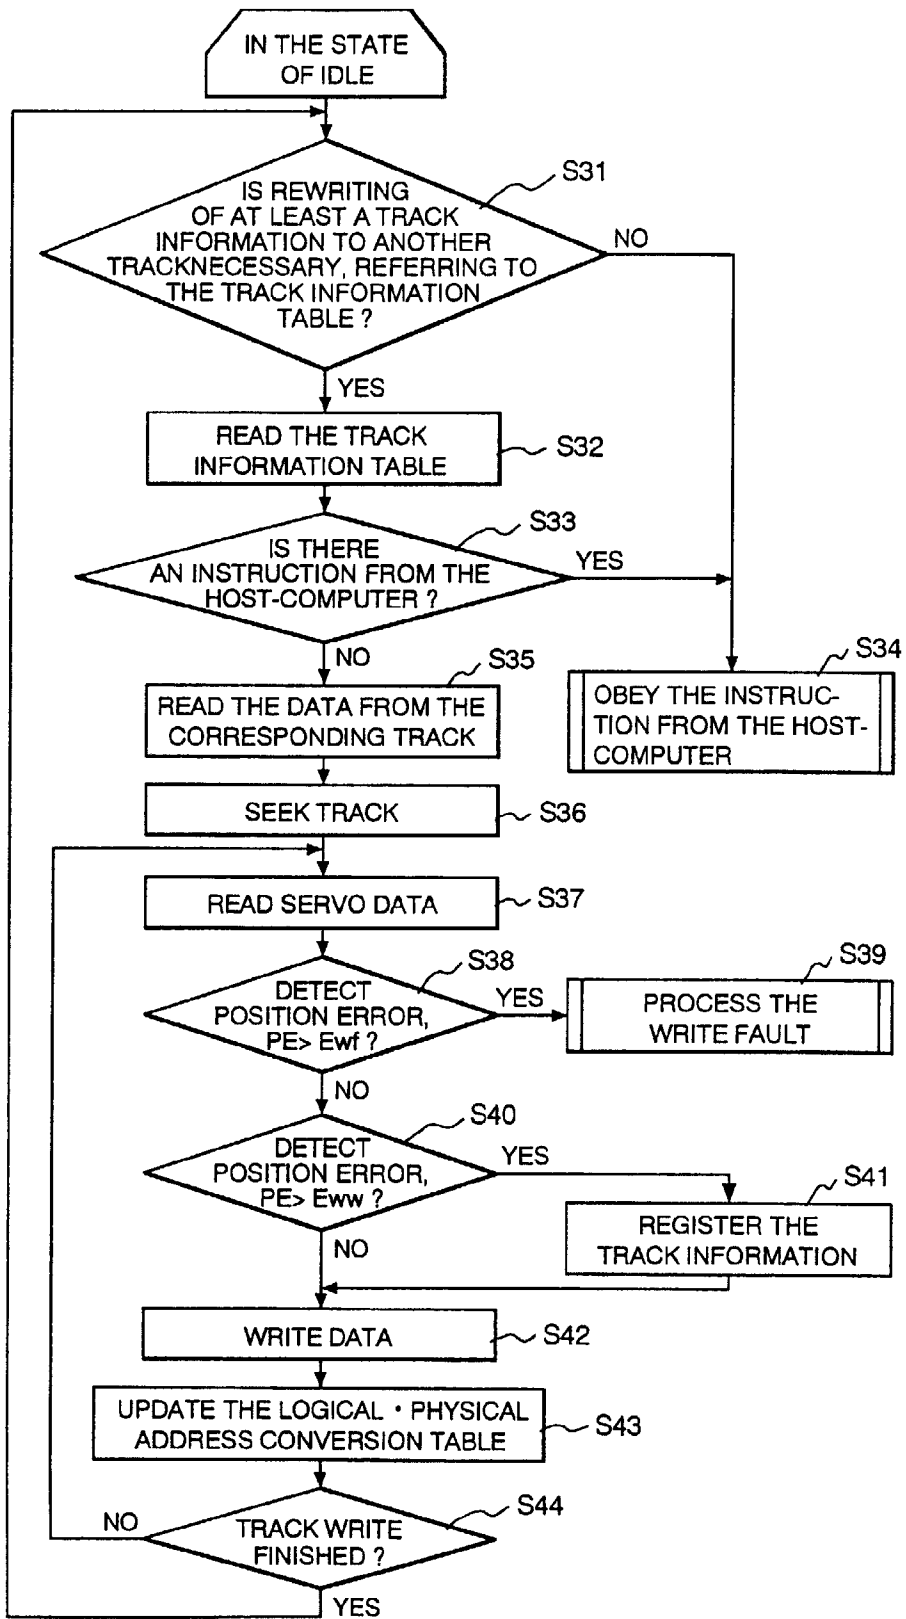 IN THE STATE
OF IDLE
S31
IS REWRITING
OF AT LEAST A TRACK
INFORMATION TO ANOTHER
TRACKNECESSARY, REFERRING TO
THE TRACK INFORMATION
TABLE ?
NO
YES
READ THE TRACK
INFORMATION TABLE
S32
S33
IS THERE
AN INSTRUCTION FROM THE
HOST-COMPUTER ?
YES
NO
S34
OBEY THE INSTRUC-
TION FROM THE HOST-
COMPUTER
S35
READ THE DATA FROM THE
CORRESPONDING TRACK
SEEK TRACK
S36
READ SERVO DATA
S37
S38
DETECT
POSITION ERROR,
PE> Ewf ?
YES
NO
S39
PROCESS THE
WRITE FAULT
S40
DETECT
POSITION ERROR,
PE> Eww ?
YES
NO
S41
REGISTER THE
TRACK INFORMATION
WRITE DATA
S42
UPDATE THE LOGICAL • PHYSICAL
ADDRESS CONVERSION TABLE
S43
S44
NO
TRACK WRITE
FINISHED ?
YES